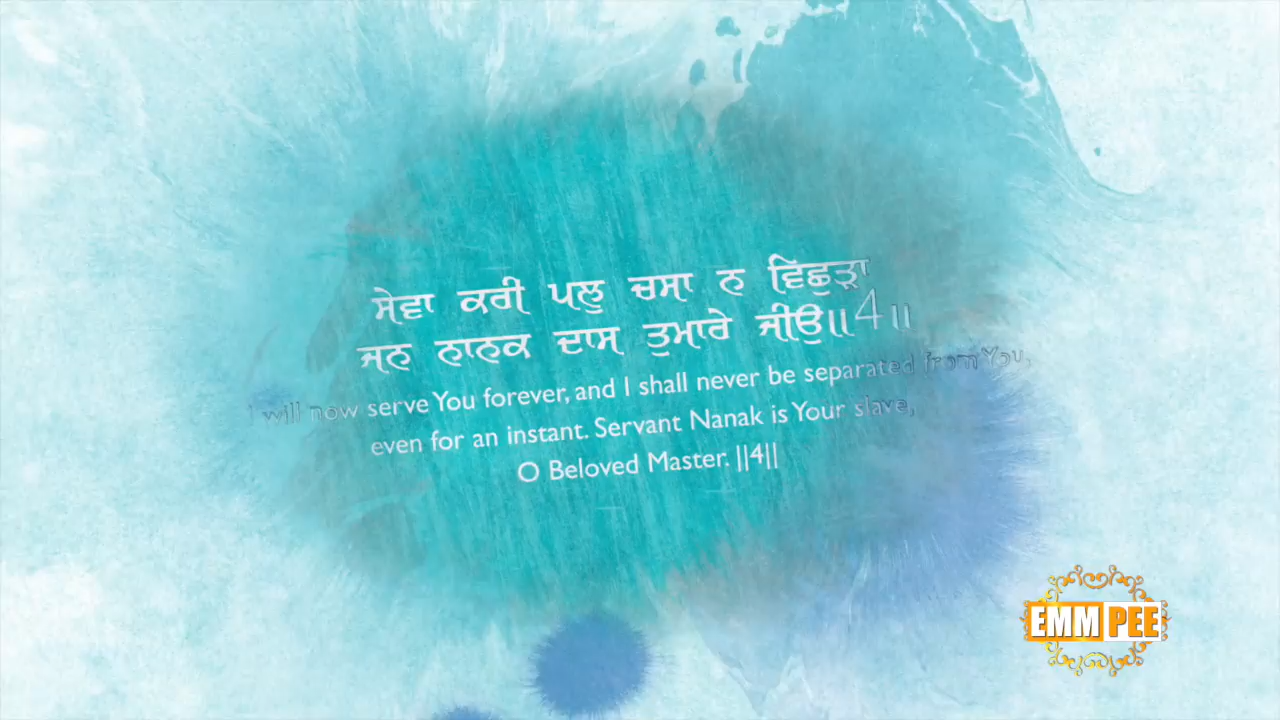 ਸੇਵਾ ਕਰੀ ਪਲੁ ਚਸਾ ਨ ਵਿਛੁੜਾ
ਜਨ ਨਾਨਕ ਦਾਸ ਤੁਮਾਰੇ ਜੀਉ॥4॥
I will now serve You forever, and I shall never be separated from You,
even for an instant. Servant Nanak is Your slave,
O Beloved Master. ||4||
EMM PEE